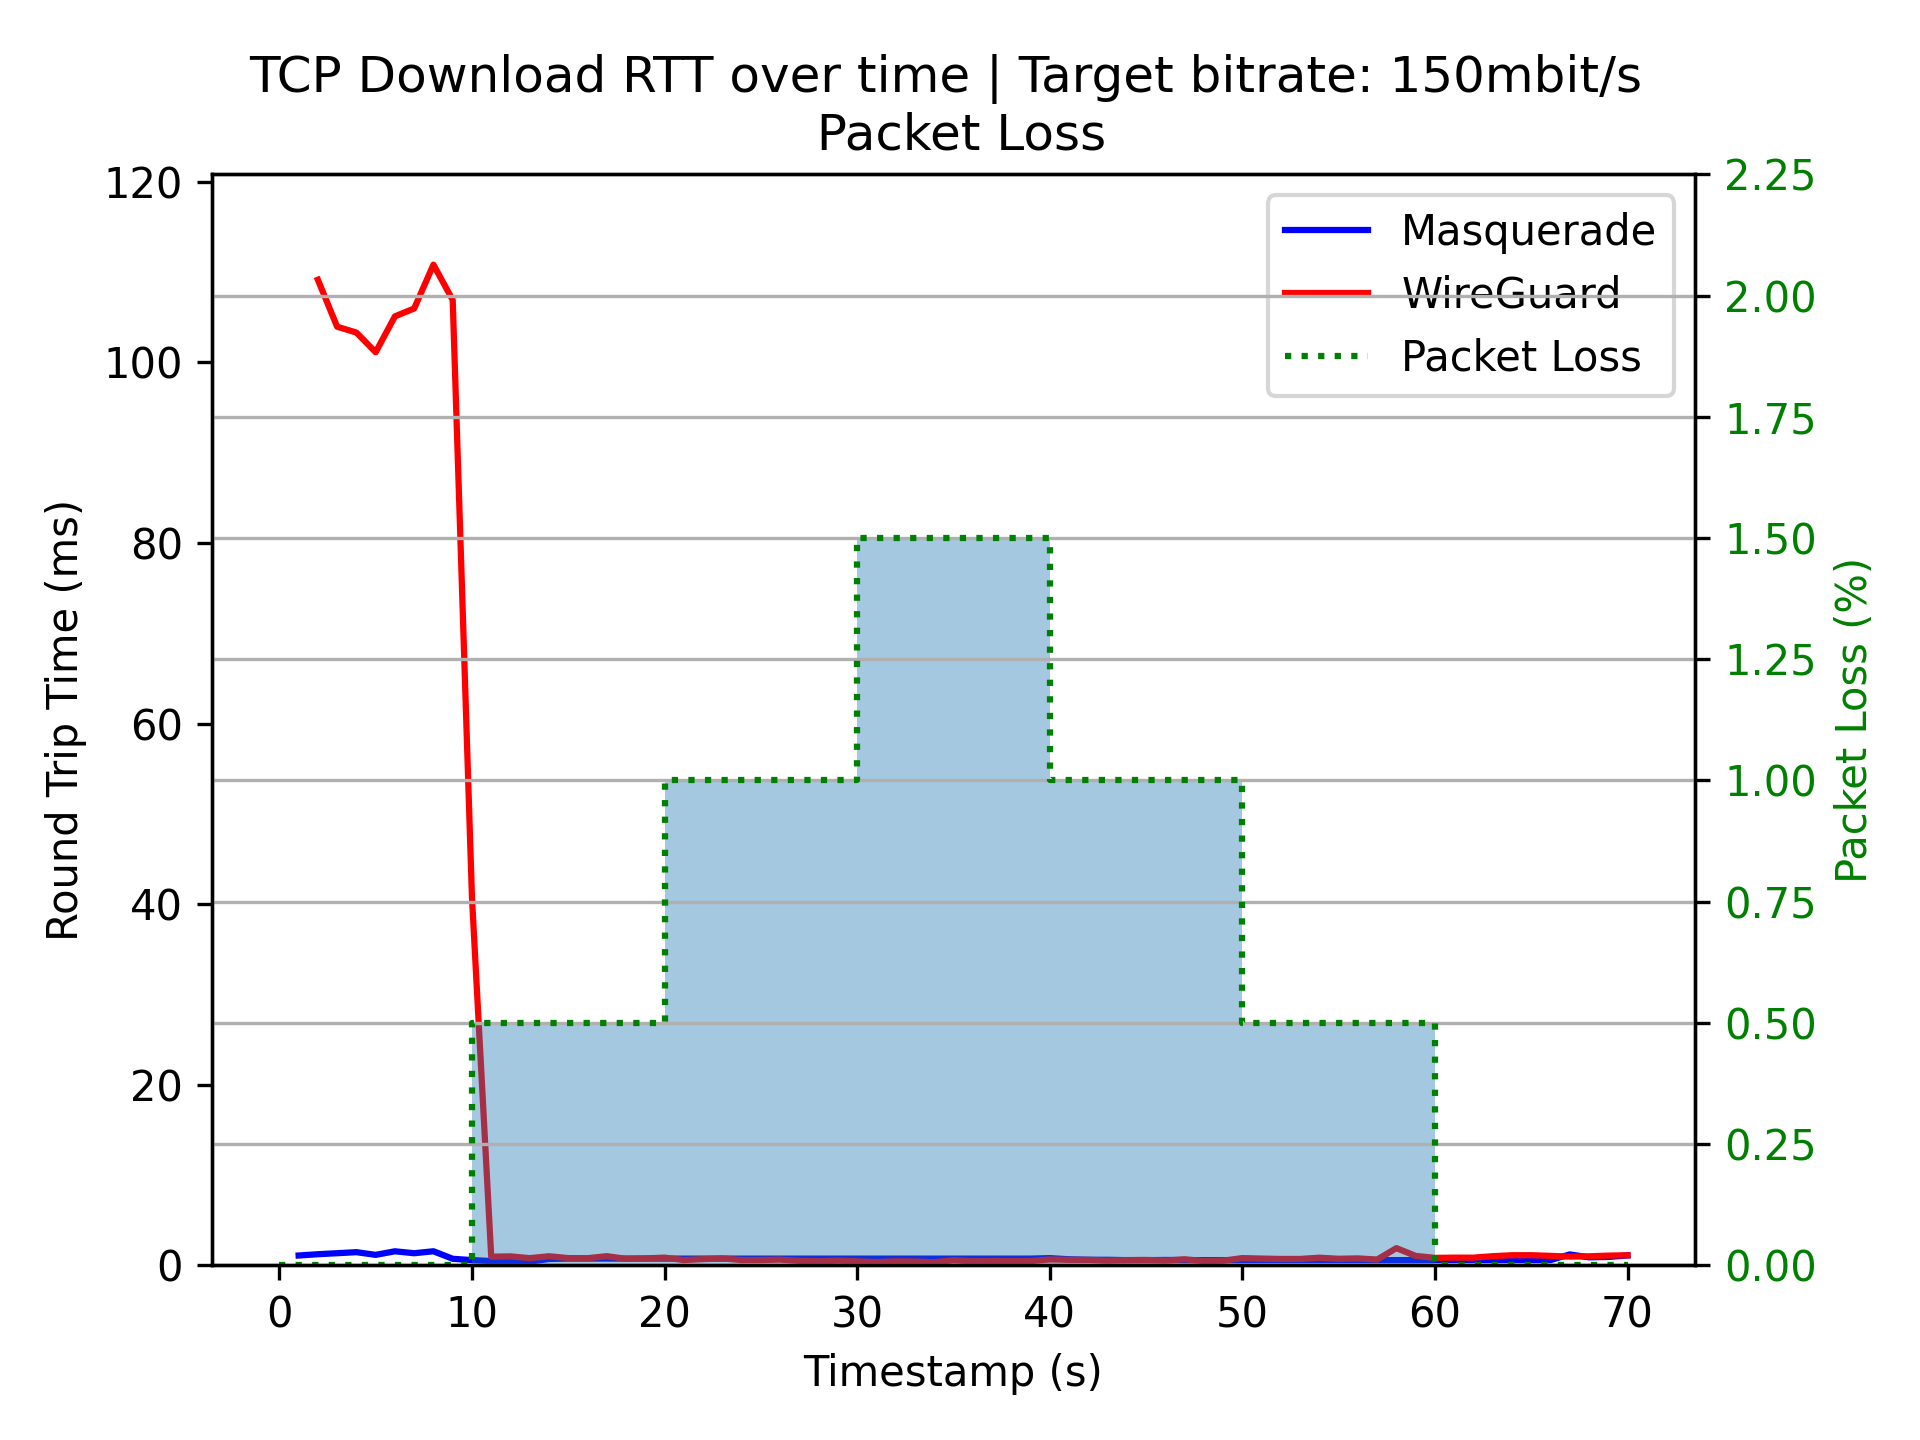 TCP Download RTT over time | Target bitrate: 150mbit/s
Packet Loss
Round Trip Time (ms)
120
100
80
60
40
20
0
Masquerade
WireGuard
Packet Loss
2.25
2.00
1.75
1.50
1.25
1.00
0.75
0.50
0.25
0.00
Packet Loss (%)
0 10 20 30 40 50 60 70
Timestamp (s)